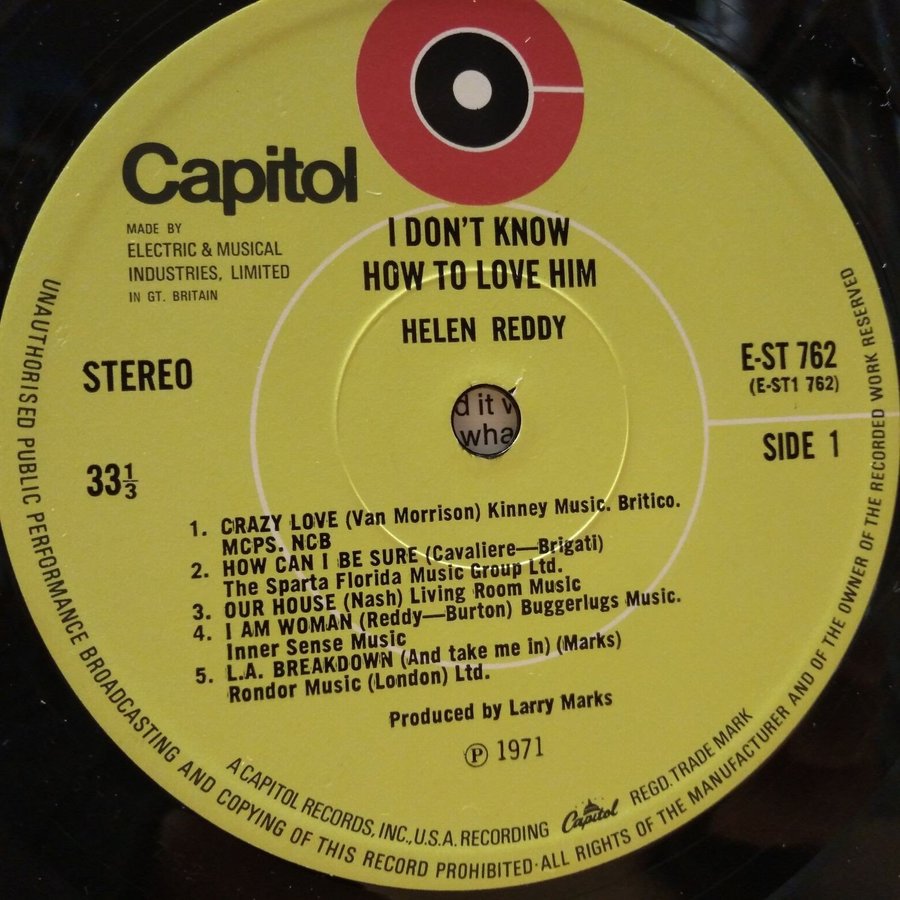 Capitol
MADE BY
ELECTRIC & MUSICAL
INDUSTRIES, LIMITED
IN GT. BRITAIN
I DON'T KNOW
HOW TO LOVE HIM
HELEN REDDY
STEREO
E-ST 762
(E-ST1 762)
SIDE 1
33⅓
d it
wha
1. CRAZY LOVE (Van Morrison) Kinney Music. Britico.
MCPS. NCB
2. HOW CAN I BE SURE (Cavaliere—Brigati)
The Sparta Florida Music Group Ltd.
3. OUR HOUSE (Nash) Living Room Music
4. I AM WOMAN (Reddy—Burton) Buggerlugs Music.
Inner Sense Music
5. L.A. BREAKDOWN (And take me in) (Marks)
Rondor Music (London) Ltd.
Produced by Larry Marks
Ⓟ 1971
A CAPITOL RECORDS, INC., U.S.A. RECORDING Capitol REGD. TRADE MARK
UNAUTHORISED PUBLIC PERFORMANCE BROADCASTING AND COPYING OF THIS RECORD PROHIBITED·ALL RIGHTS OF THE MANUFACTURER AND OF THE OWNER OF THE RECORDED WORK RESERVED